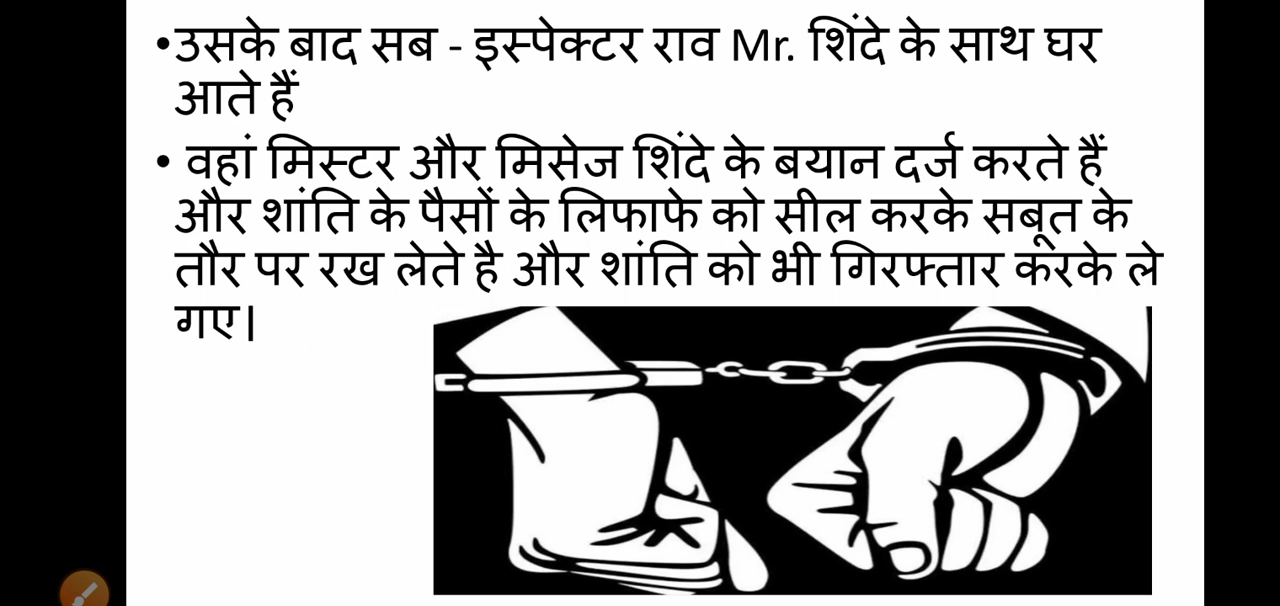 •उसके बाद सब - इस्पेक्टर राव Mr. शिंदे के साथ घर
आते हैं
• वहां मिस्टर और मिसेज शिंदे के बयान दर्ज करते हैं
और शांति के पैसों के लिफाफे को सील करके सबूत के
तौर पर रख लेते है और शांति को भी गिरफ्तार करके ले
गए।